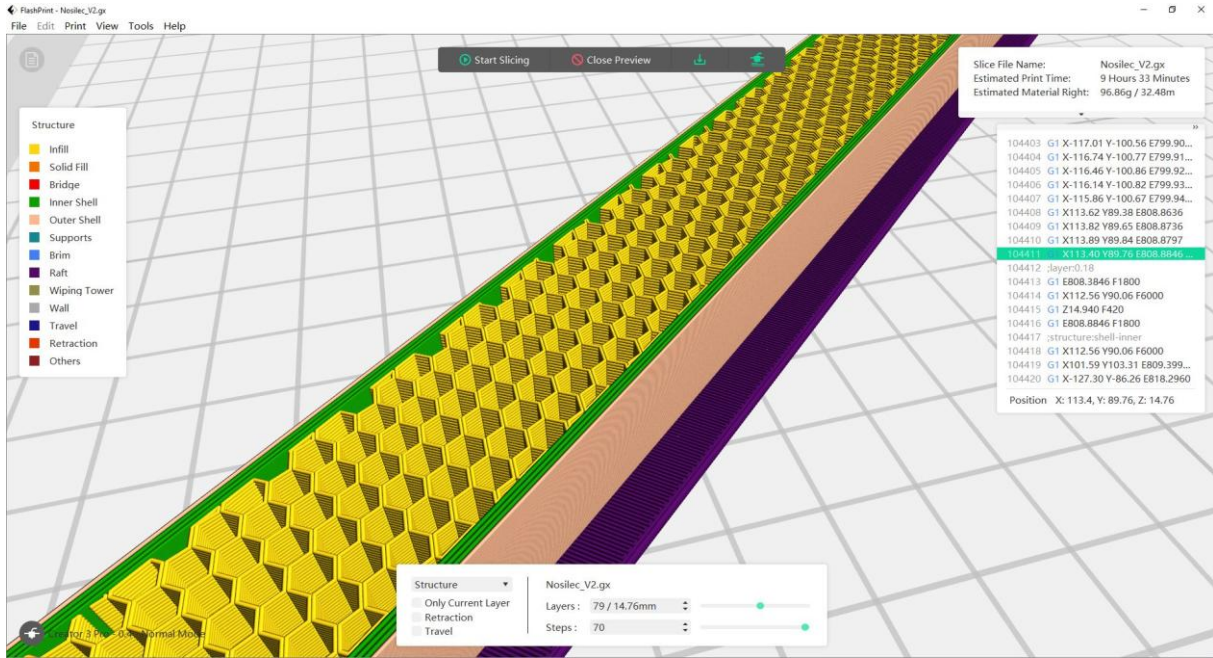 FlashPrint - Nosilec_V2.gx
File Edit Print View Tools Help
Start Slicing Close Preview
Slice File Name: Nosilec_V2.gx
Estimated Print Time: 9 Hours 33 Minutes
Estimated Material Right: 96.86g / 32.48m
Structure
Infill
Solid Fill
Bridge
Inner Shell
Outer Shell
Supports
Brim
Raft
Wiping Tower
Wall
Travel
Retraction
Others
104403 G1 X-117.01 Y-100.56 E799.90...
104404 G1 X-116.74 Y-100.77 E799.91...
104405 G1 X-116.46 Y-100.86 E799.92...
104406 G1 X-116.14 Y-100.82 E799.93...
104407 G1 X-115.86 Y-100.67 E799.94...
104408 G1 X113.62 Y89.38 E808.8636
104409 G1 X113.82 Y89.65 E808.8736
104410 G1 X113.89 Y89.84 E808.8797
104411 X113.40 Y89.76 E808.8846 ...
104412 ;layer:0.18
104413 G1 E808.3846 F1800
104414 G1 X112.56 Y90.06 F6000
104415 G1 Z14.940 F420
104416 G1 E808.8846 F1800
104417 ;structure:shell-inner
104418 G1 X112.56 Y90.06 F6000
104419 G1 X101.59 Y103.31 E809.399...
104420 G1 X-127.30 Y-86.26 E818.2960
Position X: 113.4, Y: 89.76, Z: 14.76
Structure
Only Current Layer
Retraction
Travel
Nosilec_V2.gx
Layers : 79 / 14.76mm
Steps : 70
Creator 3 Pro - 0.4 Normal Mode